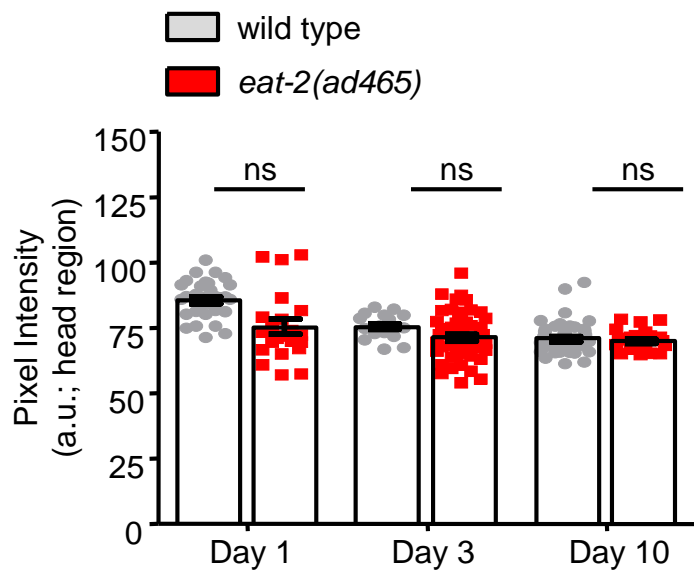 wild type
eat-2(ad465)
150
125
100
75
50
25
0
Pixel Intensity
(a.u.; head region)
ns
ns
ns
Day 1
Day 3
Day 10